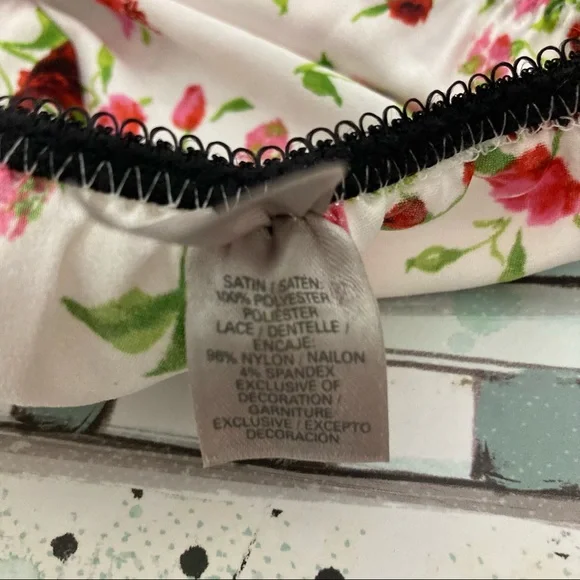 SATIN / SATEN:
100% POLYESTER /
POLIÉSTER
LACE / DENTELLE /
ENCAJE:
96% NYLON / NAILON
4% SPANDEX
EXCLUSIVE OF
DECORATION /
GARNITURE
EXCLUSIVE / EXCEPTO
DECORACIÓN